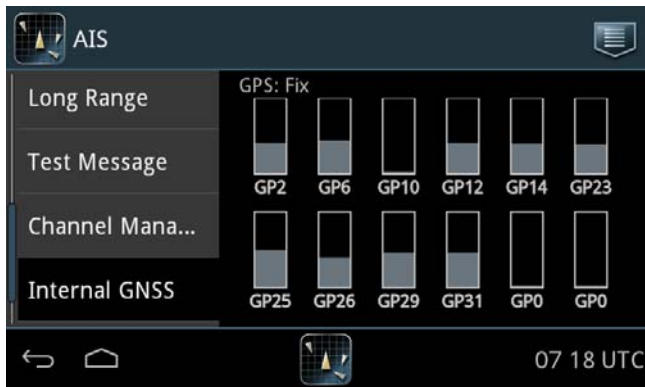 AIS
Long Range
Test Message
Channel Mana...
Internal GNSS
GPS: Fix
GP2 GP6 GP10 GP12 GP14 GP23
GP25 GP26 GP29 GP31 GP0 GP0
07 18 UTC